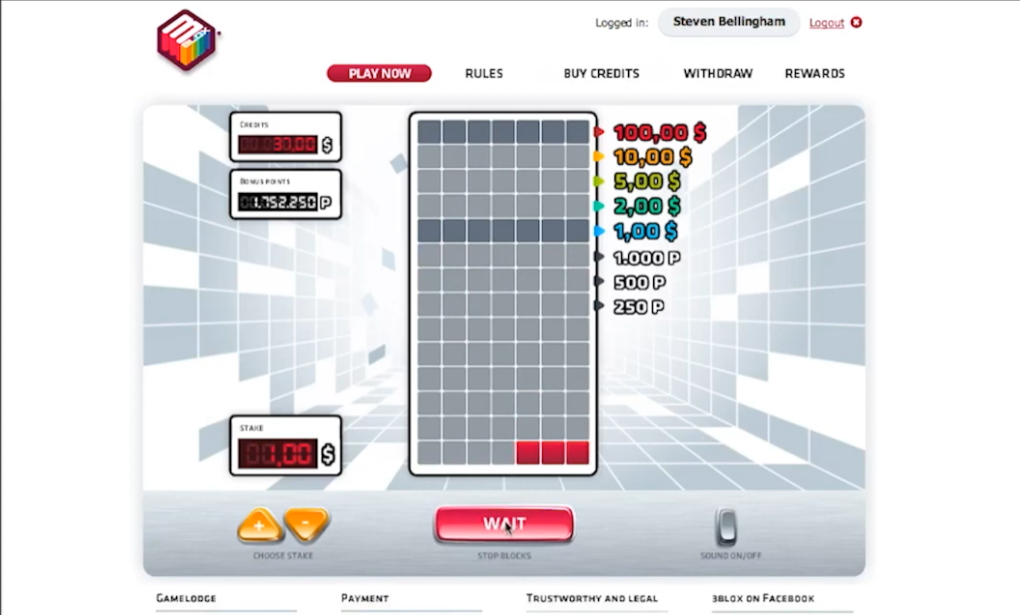 Logged in: Steven Bellingham Logout
PLAY NOW RULES BUY CREDITS WITHDRAW REWARDS
CREDITS
30,00 $
BONUS POINTS
1.752.250 P
100,00 $
10,00 $
5,00 $
2,00 $
1,00 $
1.000 P
500 P
250 P
STAKE
1,00 $
+ -
WAIT
CHOOSE STAKE STOP BLOCKS SOUND ON/OFF
GAMELODGE PAYMENT TRUSTWORTHY AND LEGAL 3BLOX ON FACEBOOK